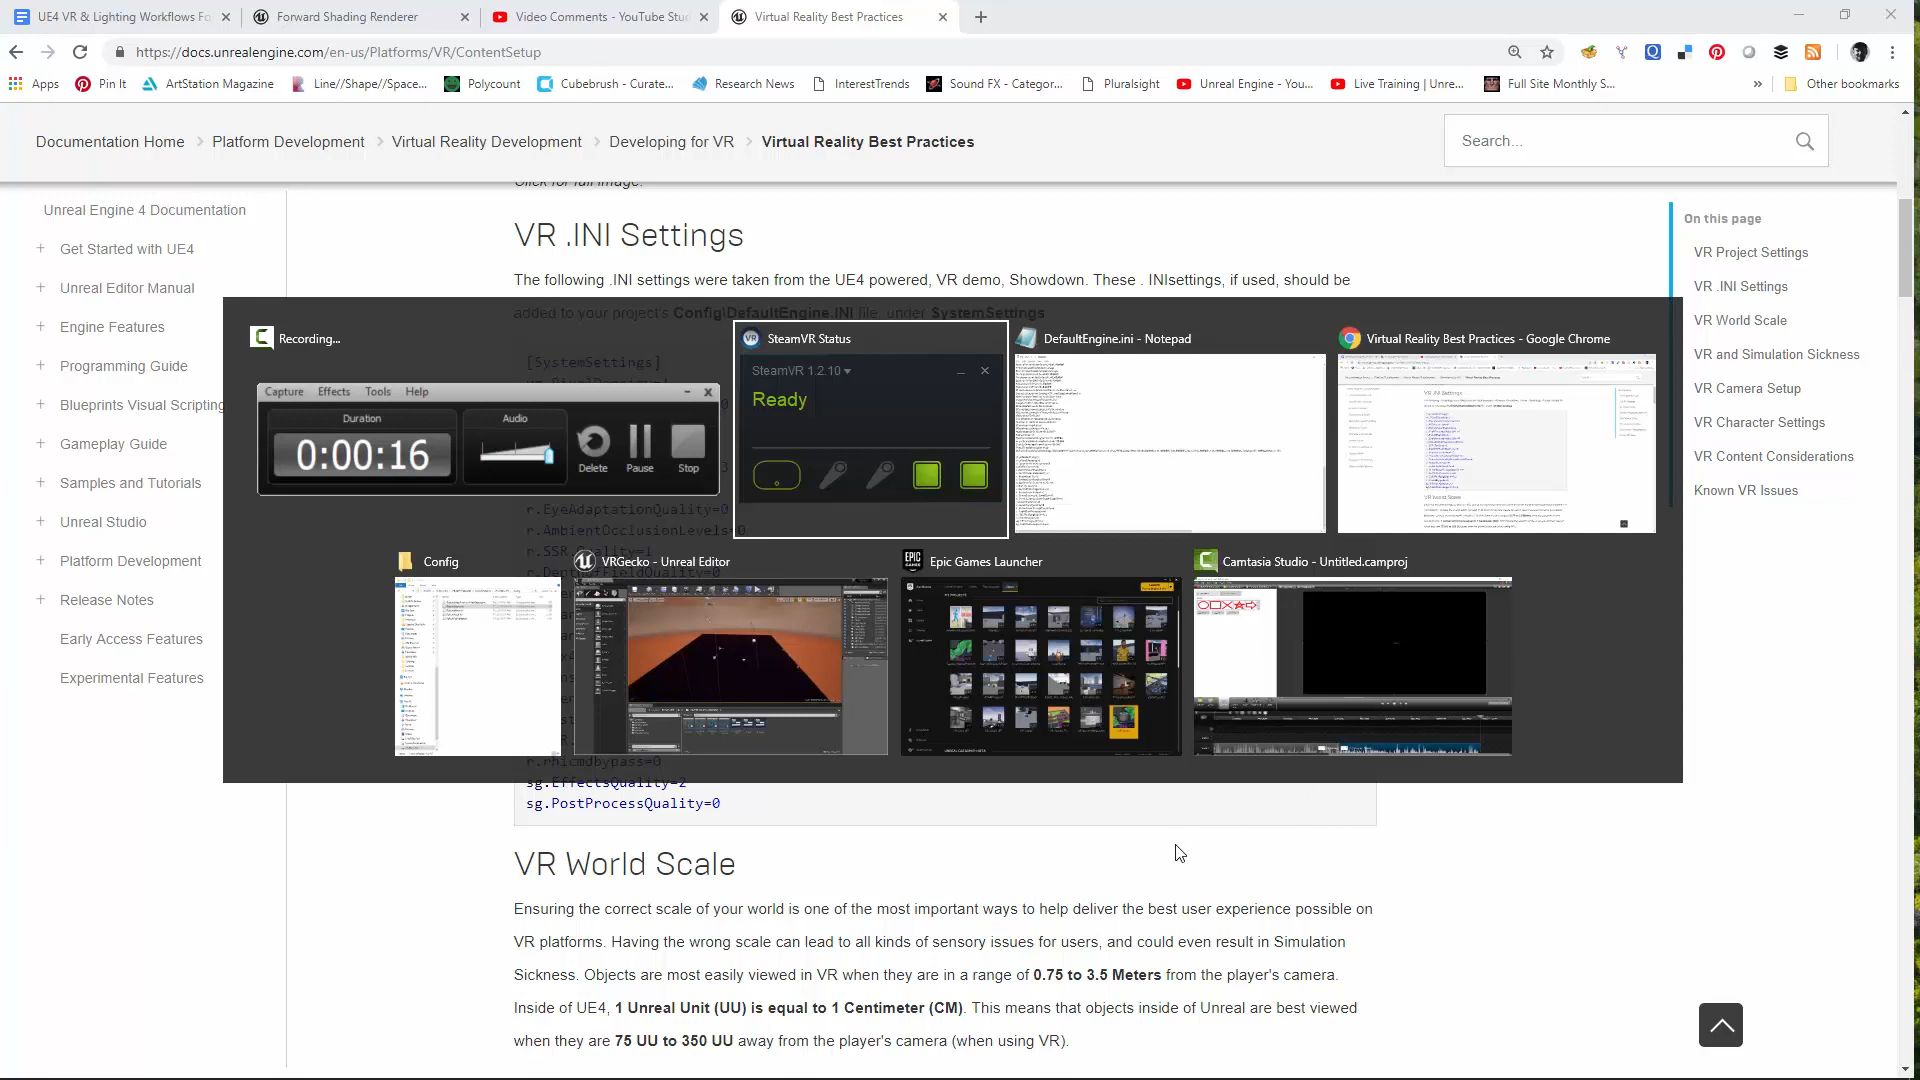 UE4 VR & Lighting Workflows Fo
Forward Shading Renderer
Video Comments - YouTube Stu
Virtual Reality Best Practices
https://docs.unrealengine.com/en-us/Platforms/VR/ContentSetup
Apps
Pin It
ArtStation Magazine
Line//Shape//Space...
Polycount
Cubebrush - Curate...
Research News
InterestTrends
Sound FX - Categor...
Pluralsight
Unreal Engine - You...
Live Training | Unre...
Full Site Monthly S...
Other bookmarks
Documentation Home
Platform Development
Virtual Reality Development
Developing for VR
Virtual Reality Best Practices
Search...
Click for full image.
Unreal Engine 4 Documentation
Get Started with UE4
Unreal Editor Manual
Engine Features
Programming Guide
Blueprints Visual Scripting
Gameplay Guide
Samples and Tutorials
Unreal Studio
Platform Development
Release Notes
Early Access Features
Experimental Features
VR .INI Settings
The following .INI settings were taken from the UE4 powered, VR demo, Showdown. These . INIsettings, if used, should be
added to your project's Config\DefaultEngine.INI file, under SystemSettings
[SystemSettings]
Recording...
Capture Effects Tools Help
Duration
0:00:16
Audio
Delete
Pause
Stop
SteamVR Status
SteamVR 1.2.10
Ready
DefaultEngine.ini - Notepad
Virtual Reality Best Practices - Google Chrome
r.EyeAdaptationQuality=0
r.AmbientOcclusionLevels=0
r.SSR.Quality=1
r.DepthOfFieldQuality=0
Config
VRGecko - Unreal Editor
EPIC GAMES
Epic Games Launcher
Camtasia Studio - Untitled.camproj
r.rhicmdbypass=0
sg.EffectsQuality=2
sg.PostProcessQuality=0
VR World Scale
Ensuring the correct scale of your world is one of the most important ways to help deliver the best user experience possible on
VR platforms. Having the wrong scale can lead to all kinds of sensory issues for users, and could even result in Simulation
Sickness. Objects are most easily viewed in VR when they are in a range of 0.75 to 3.5 Meters from the player's camera.
Inside of UE4, 1 Unreal Unit (UU) is equal to 1 Centimeter (CM). This means that objects inside of Unreal are best viewed
when they are 75 UU to 350 UU away from the player's camera (when using VR).
On this page
VR Project Settings
VR .INI Settings
VR World Scale
VR and Simulation Sickness
VR Camera Setup
VR Character Settings
VR Content Considerations
Known VR Issues